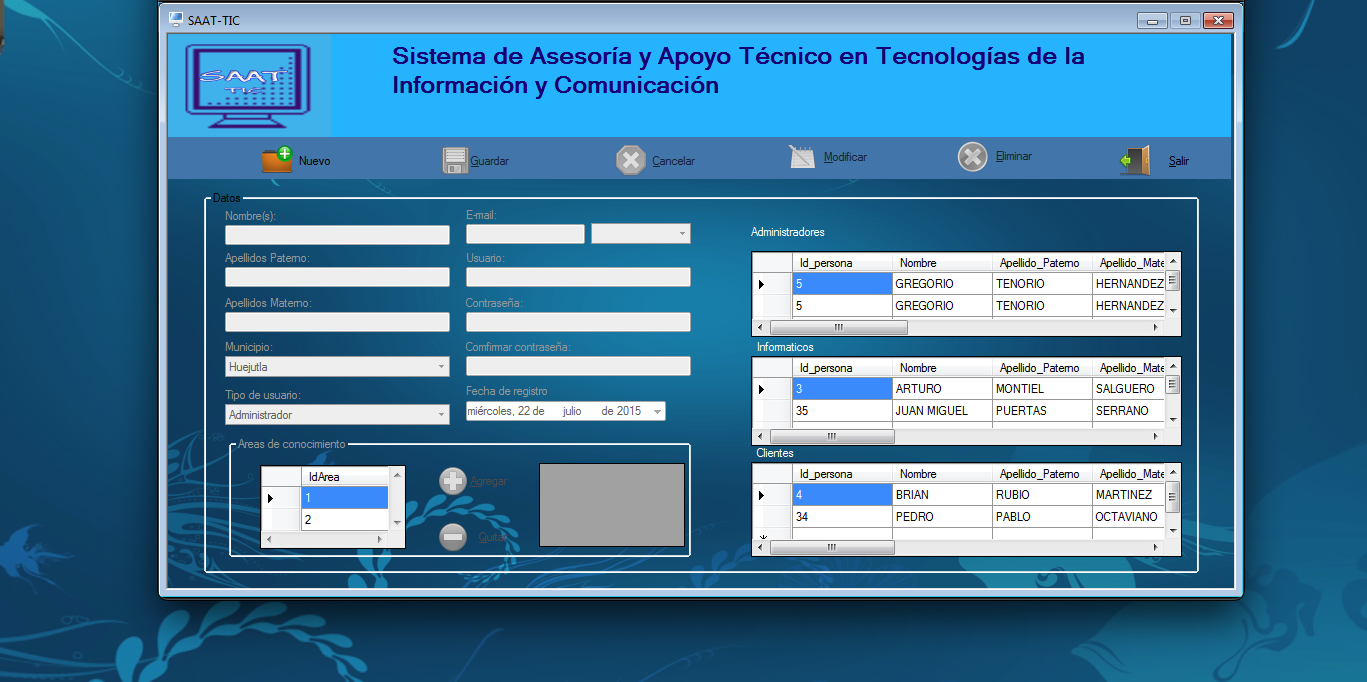 SAAT-TIC
SAAT
TIC
Sistema de Asesoría y Apoyo Técnico en Tecnologías de la
Información y Comunicación
Nuevo
Guardar
Cancelar
Modificar
Eliminar
Salir
Datos
Nombre(s):
Apellidos Paterno:
Apellidos Materno:
Municipio:
Huejutla
Tipo de usuario:
Administrador
E-mail:
Usuario:
Contraseña:
Comfirmar contraseña:
Fecha de registro
miércoles, 22 de julio de 2015
Areas de conocimiento
IdArea
1
2
Agregar
Quitar
Administradores
Id_persona Nombre Apellido_Paterno Apellido_Mate
5 GREGORIO TENORIO HERNANDEZ
5 GREGORIO TENORIO HERNANDEZ
Informaticos
Id_persona Nombre Apellido_Paterno Apellido_Mate
3 ARTURO MONTIEL SALGUERO
35 JUAN MIGUEL PUERTAS SERRANO
Clientes
Id_persona Nombre Apellido_Paterno Apellido_Mate
4 BRIAN RUBIO MARTINEZ
34 PEDRO PABLO OCTAVIANO